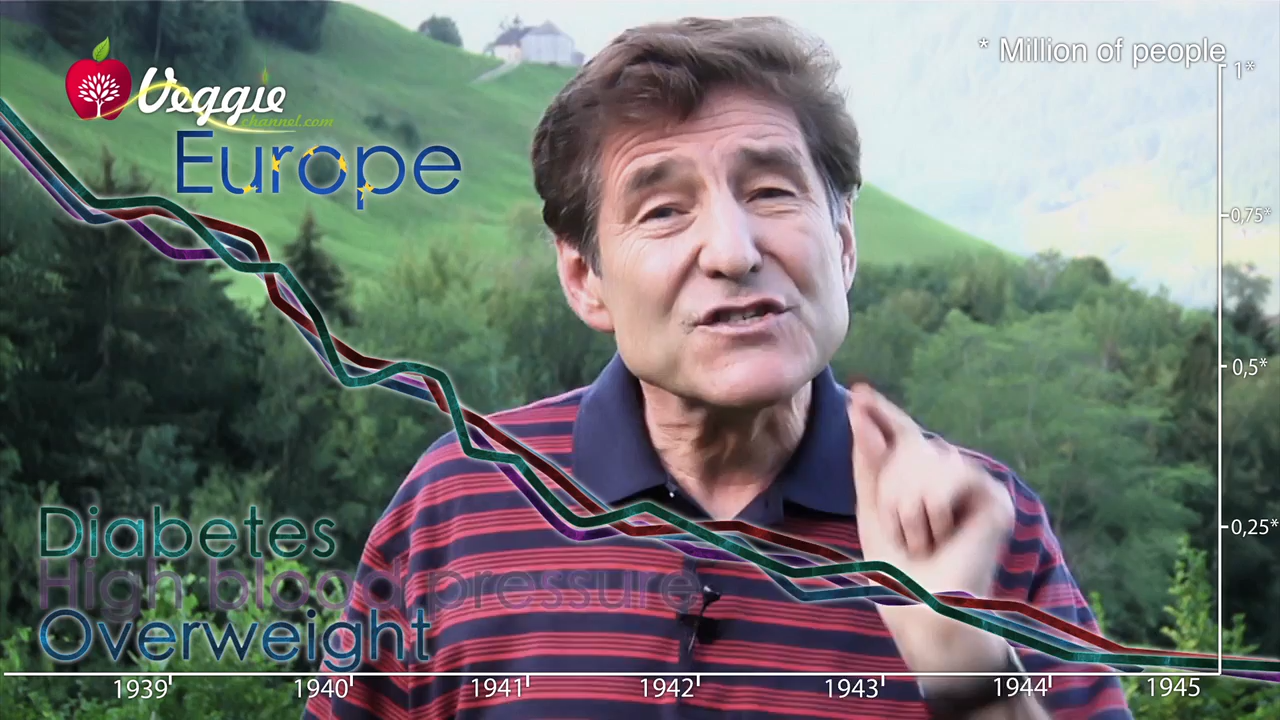 * Million of people
1*
Veggie
channel.com
Europe
0,75*
0,5*
0,25*
Diabetes
High blood pressure
Overweight
1939 1940 1941 1942 1943 1944 1945